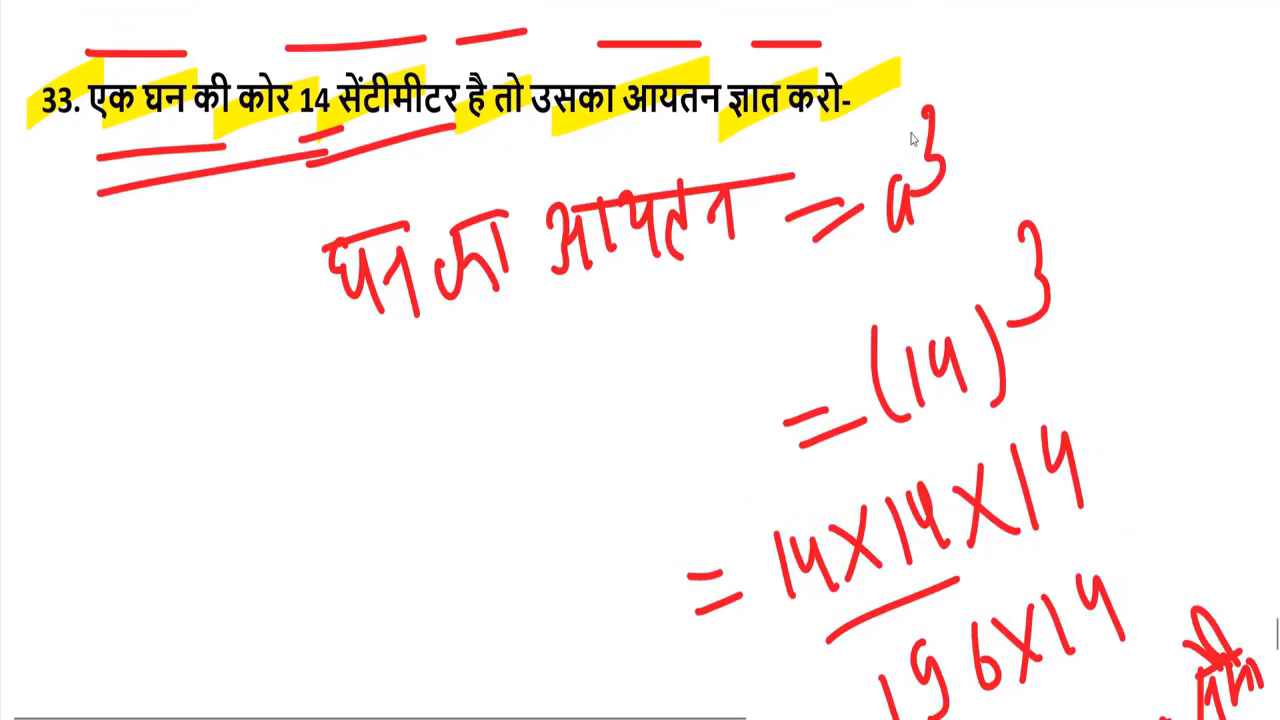 33. एक घन की कोर 14 सेंटीमीटर है तो उसका आयतन ज्ञात करो-
घन का आयतन = a³
= (14)³
= 14×14×14
196×14